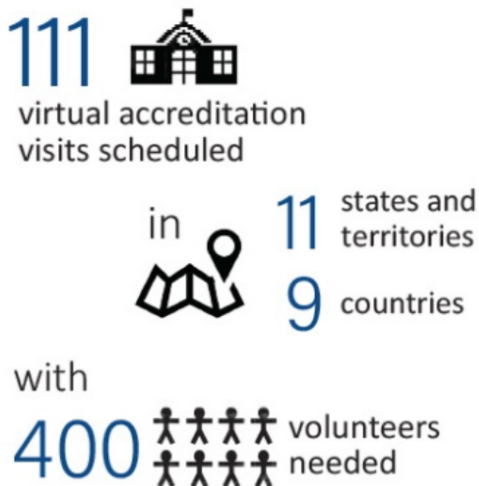 111
virtual accreditation
visits scheduled
in
11 states and
territories
9 countries
with
400 volunteers
needed